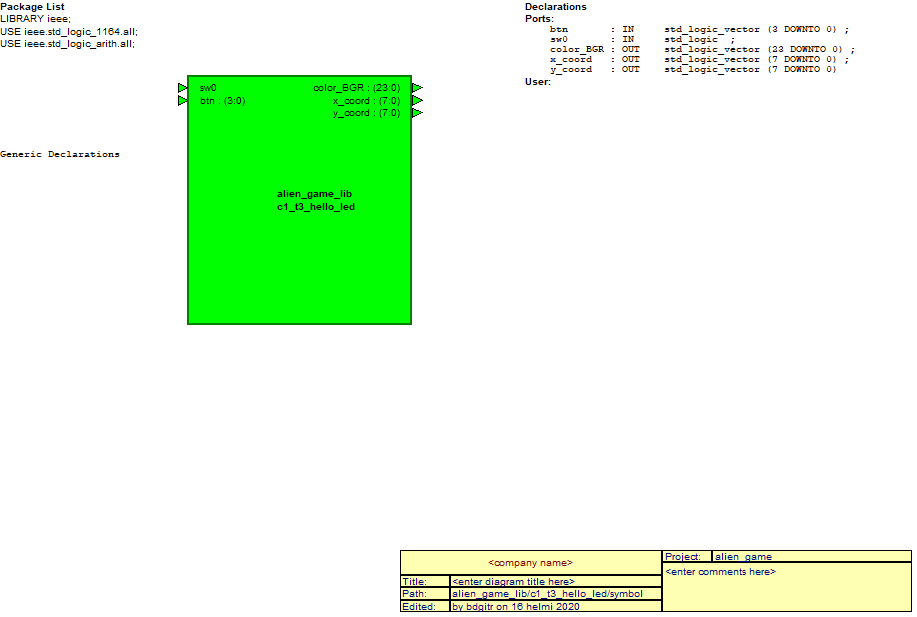 Package List
LIBRARY ieee;
USE ieee.std_logic_1164.all;
USE ieee.std_logic_arith.all;
Declarations
Ports:
btn : IN std_logic_vector (3 DOWNTO 0) ;
sw0 : IN std_logic ;
color_BGR : OUT std_logic_vector (23 DOWNTO 0) ;
x_coord : OUT std_logic_vector (7 DOWNTO 0) ;
y_coord : OUT std_logic_vector (7 DOWNTO 0)
User:
sw0 color_BGR : (23:0)
btn : (3:0) x_coord : (7:0)
y_coord : (7:0)
Generic Declarations
alien_game_lib
c1_t3_hello_led
<company name>
Title: <enter diagram title here>
Path: alien_game_lib/c1_t3_hello_led/symbol
Edited: by bdgitr on 16 helmi 2020
Project: alien_game
<enter comments here>